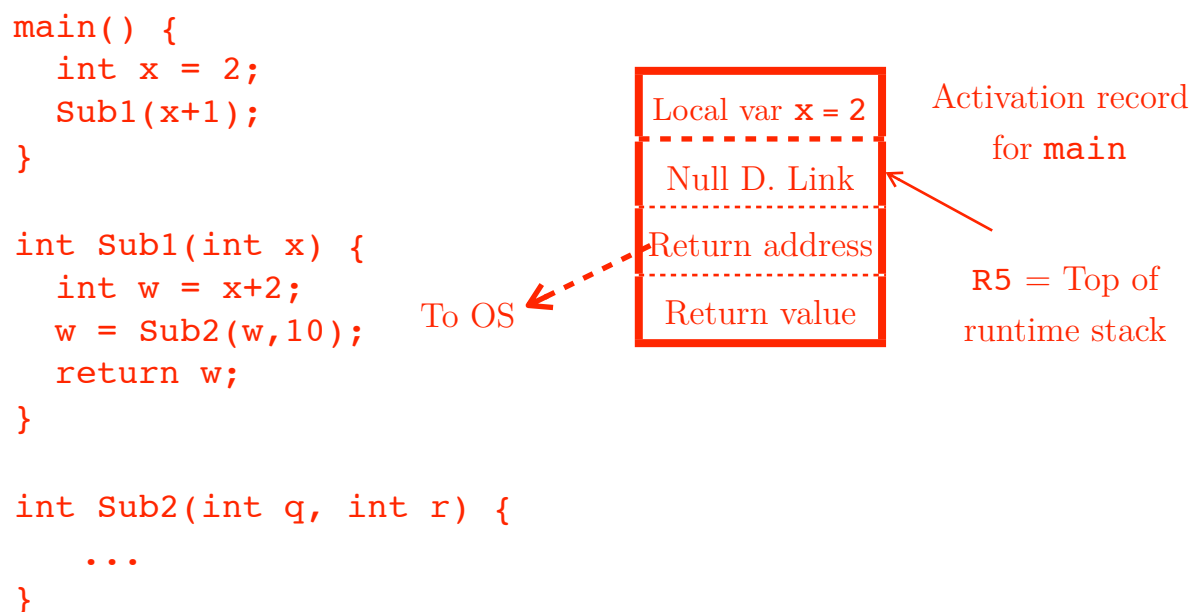 main() {
  int x = 2;
  Sub1(x+1);
}
int Sub1(int x) {
  int w = x+2;
  w = Sub2(w,10);
  return w;
}
int Sub2(int q, int r) {
    ...
}
To OS
Local var x = 2
Null D. Link
Return address
Return value
Activation record
for main
R5 = Top of
runtime stack